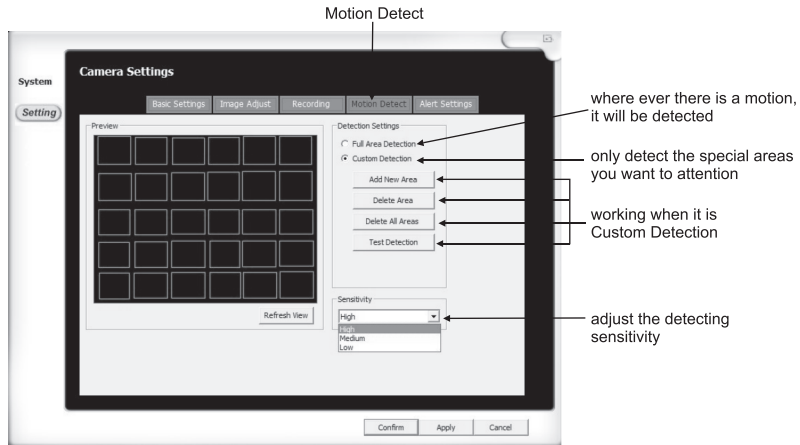 Motion Detect
System
Setting
Camera Settings
Basic Settings
Image Adjust
Recording
Motion Detect
Alert Settings
Preview
Refresh View
Detection Settings
Full Area Detection
Custom Detection
Add New Area
Delete Area
Delete All Areas
Test Detection
Sensitivity
High
High
Medium
Low
where ever there is a motion,
it will be detected
only detect the special areas
you want to attention
working when it is
Custom Detection
adjust the detecting
sensitivity
Confirm
Apply
Cancel